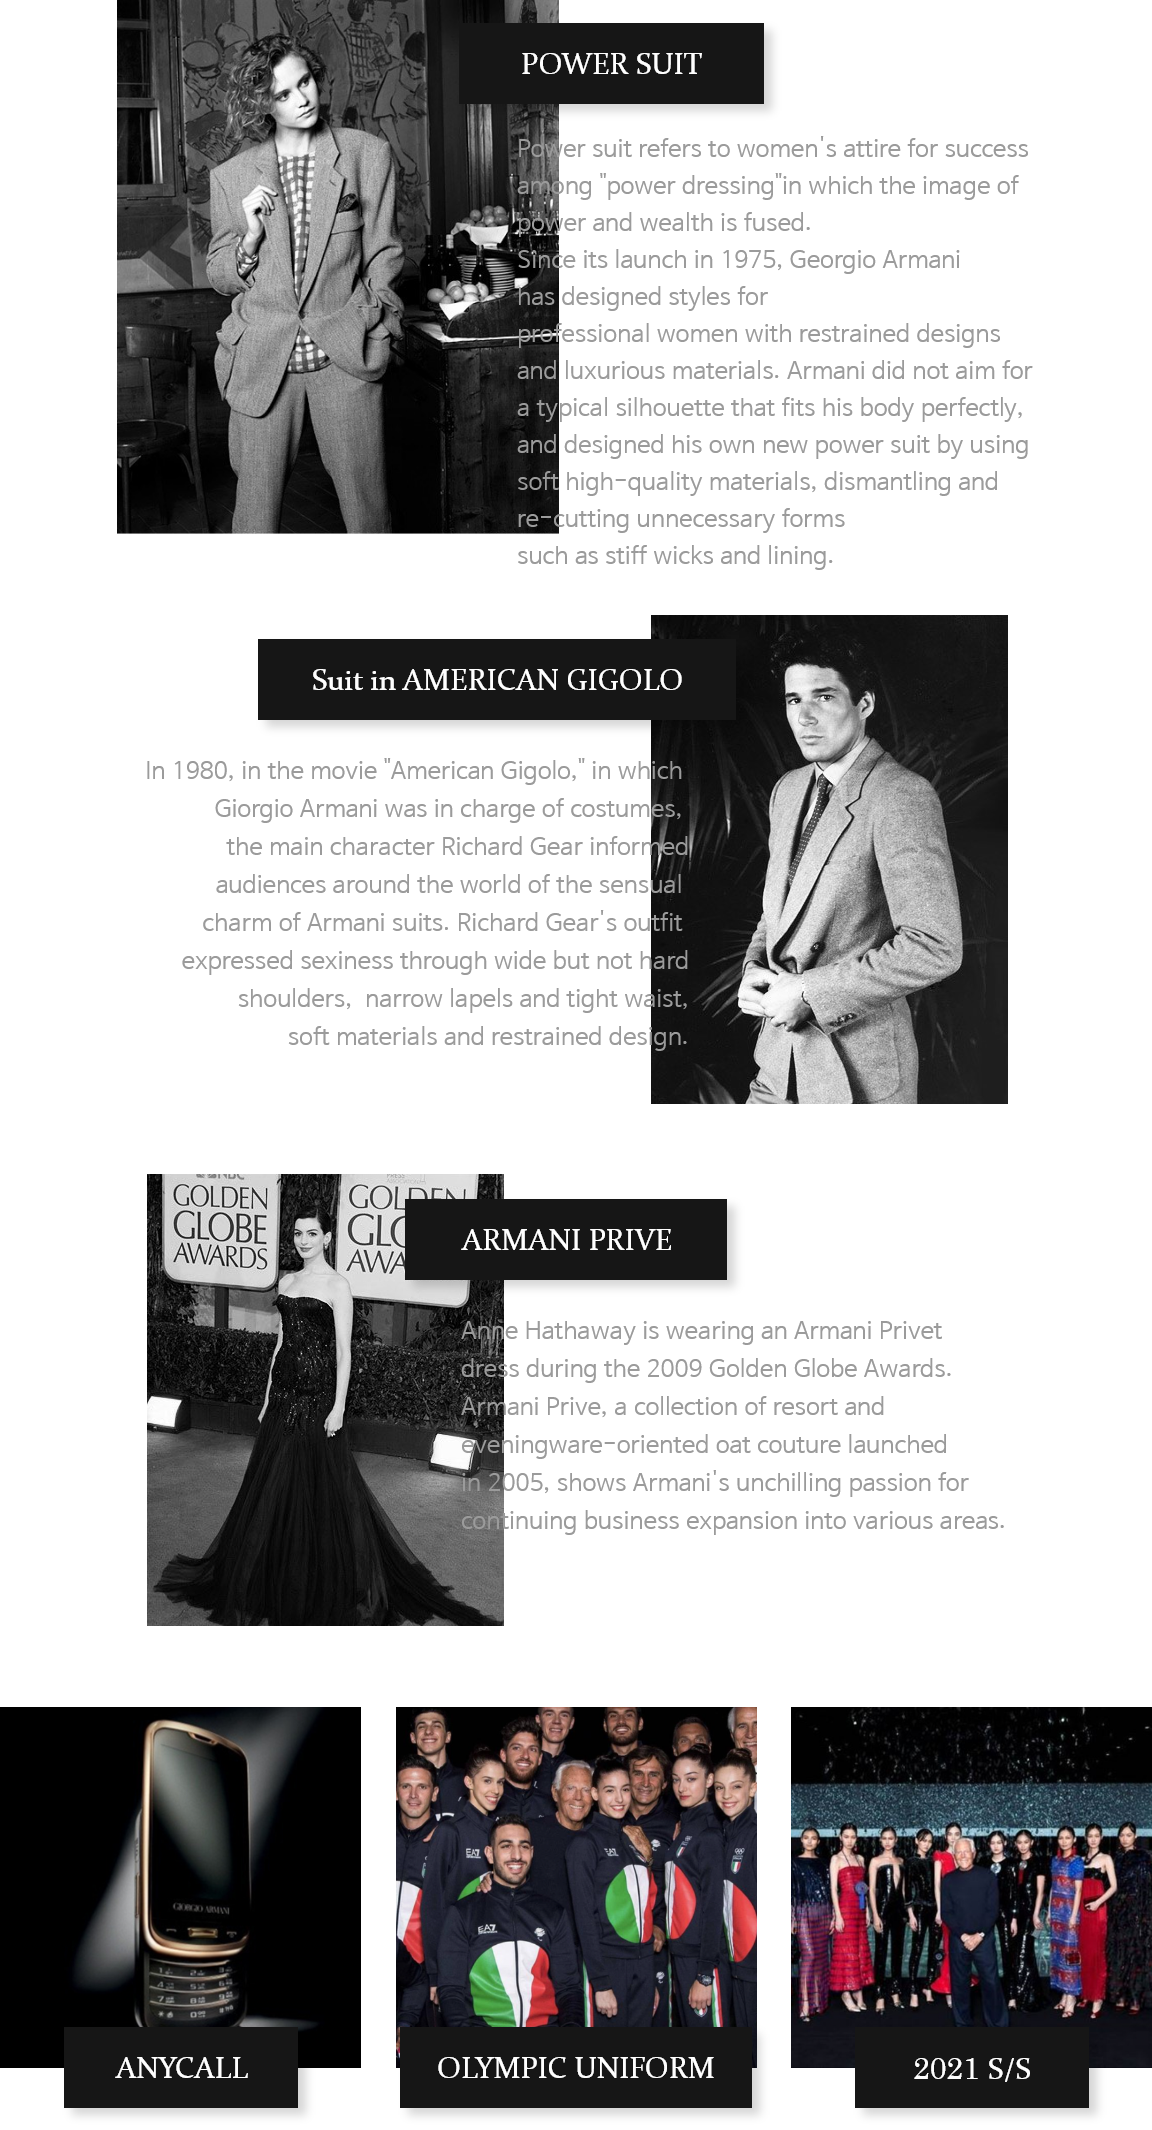 POWER SUIT
Power suit refers to women's attire for success
among "power dressing"in which the image of
power and wealth is fused.
Since its launch in 1975, Georgio Armani
has designed styles for
professional women with restrained designs
and luxurious materials. Armani did not aim for
a typical silhouette that fits his body perfectly,
and designed his own new power suit by using
soft high-quality materials, dismantling and
re-cutting unnecessary forms
such as stiff wicks and lining.
Suit in AMERICAN GIGOLO
In 1980, in the movie "American Gigolo," in which
Giorgio Armani was in charge of costumes,
the main character Richard Gear informed
audiences around the world of the sensual
charm of Armani suits. Richard Gear's outfit
expressed sexiness through wide but not hard
shoulders, narrow lapels and tight waist,
soft materials and restrained design.
NBC
GOLDEN
GLOBE
AWARDS
GOLDEN
GLO
AWA
ARMANI PRIVE
Anne Hathaway is wearing an Armani Privet
dress during the 2009 Golden Globe Awards.
Armani Prive, a collection of resort and
eveningware-oriented oat couture launched
in 2005, shows Armani's unchilling passion for
continuing business expansion into various areas.
GIORGIO ARMANI
EA7
EA7
EA7
ANYCALL
OLYMPIC UNIFORM
2021 S/S